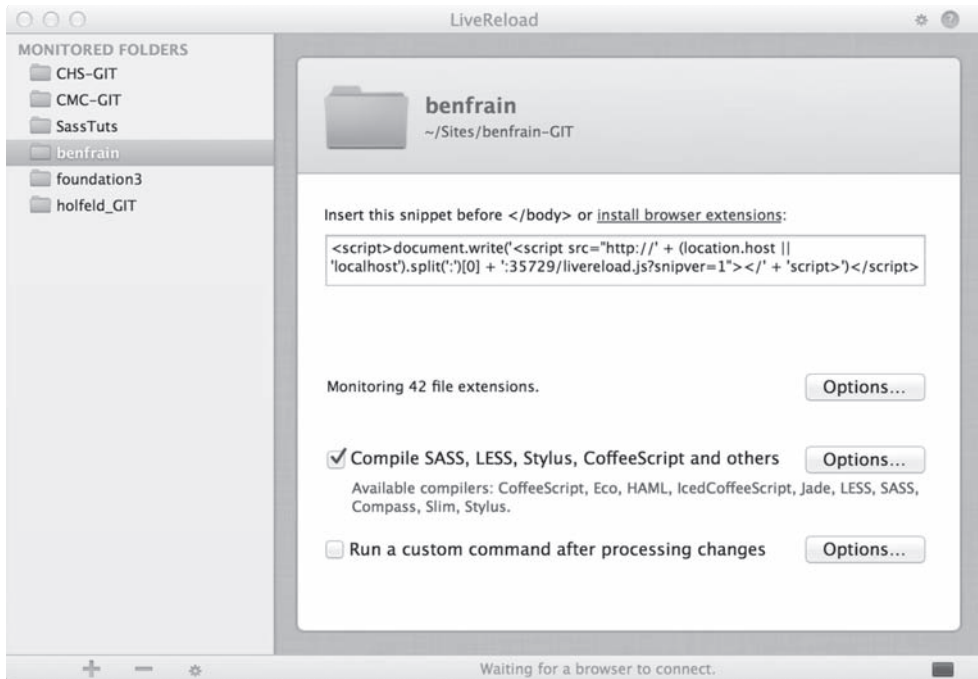 LiveReload
?
MONITORED FOLDERS
CHS-GIT
CMC-GIT
SassTuts
benfrain
foundation3
holfeld_GIT
benfrain
~/Sites/benfrain-GIT
Insert this snippet before </body> or install browser extensions:
<script>document.write('<script src="http://' + (location.host ||
'localhost').split(':')[0] + ':35729/livereload.js?snipver=1"></' + 'script>')</script>
Monitoring 42 file extensions.
Options...
Compile SASS, LESS, Stylus, CoffeeScript and others
Options...
Available compilers: CoffeeScript, Eco, HAML, IcedCoffeeScript, Jade, LESS, SASS,
Compass, Slim, Stylus.
Run a custom command after processing changes
Options...
Waiting for a browser to connect.